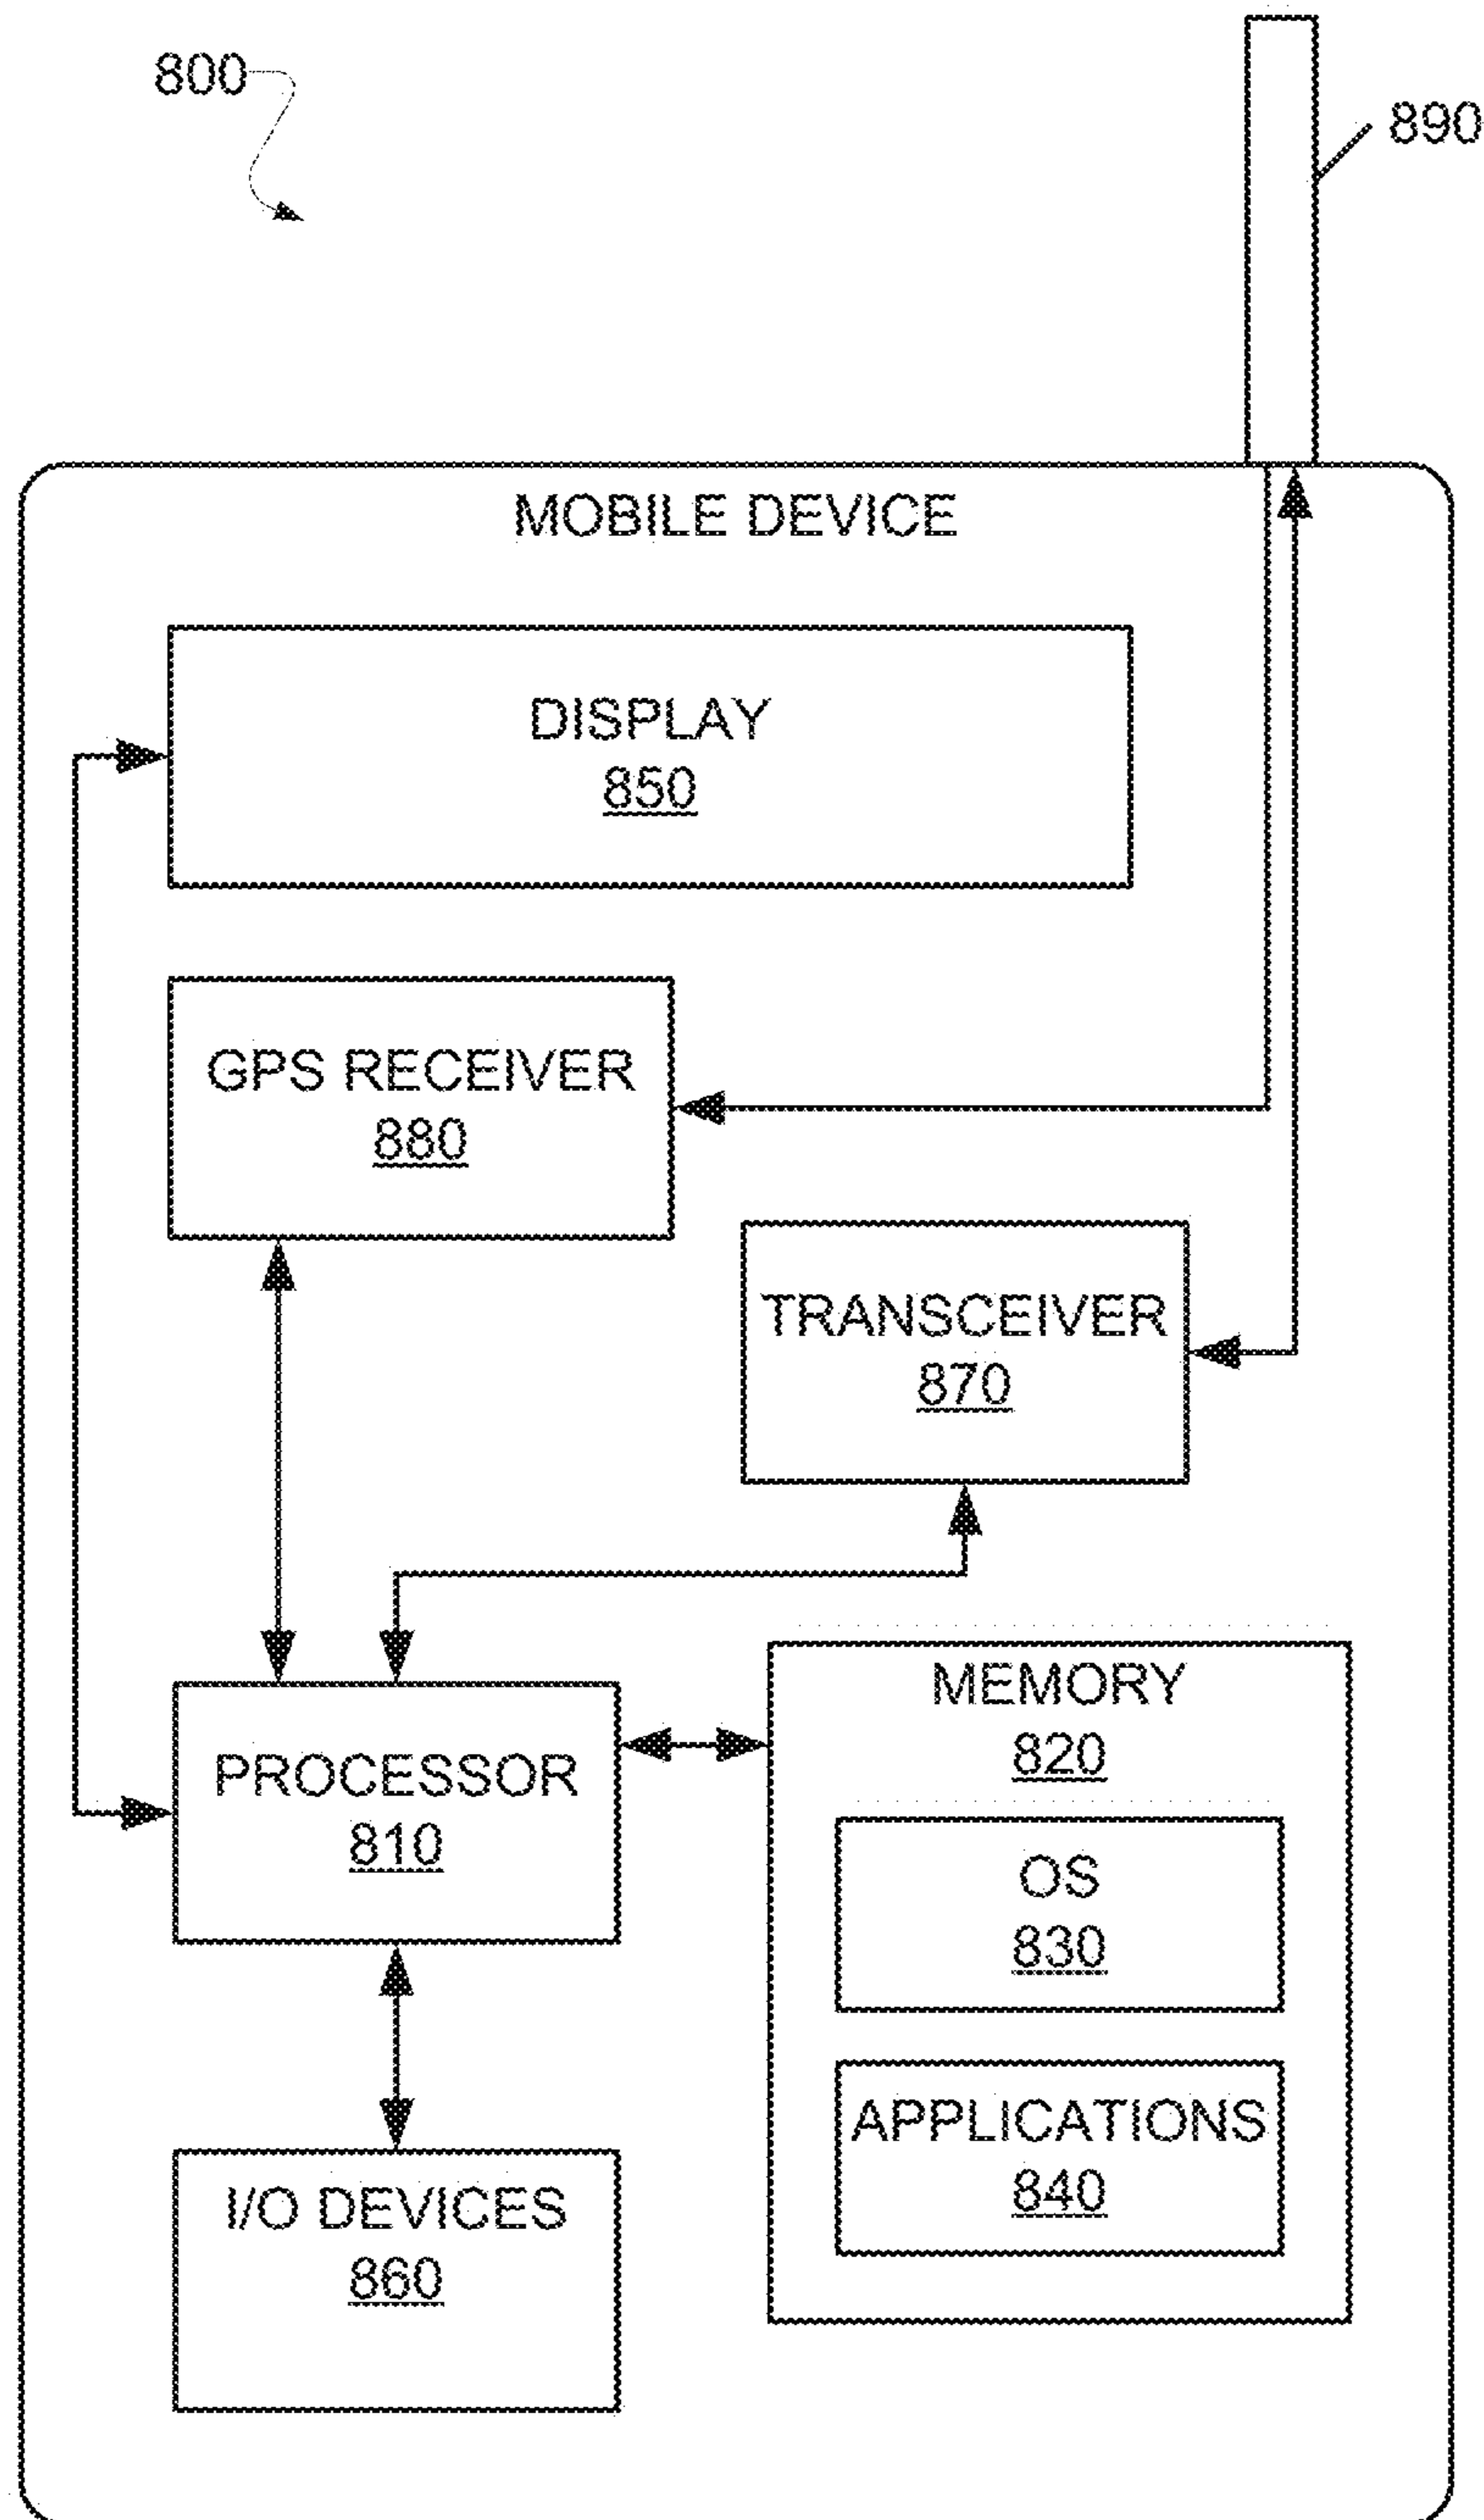 800
890
MOBILE DEVICE
DISPLAY
850
GPS RECEIVER
880
TRANSCEIVER
870
MEMORY
820
PROCESSOR
810
OS
830
APPLICATIONS
840
I/O DEVICES
860